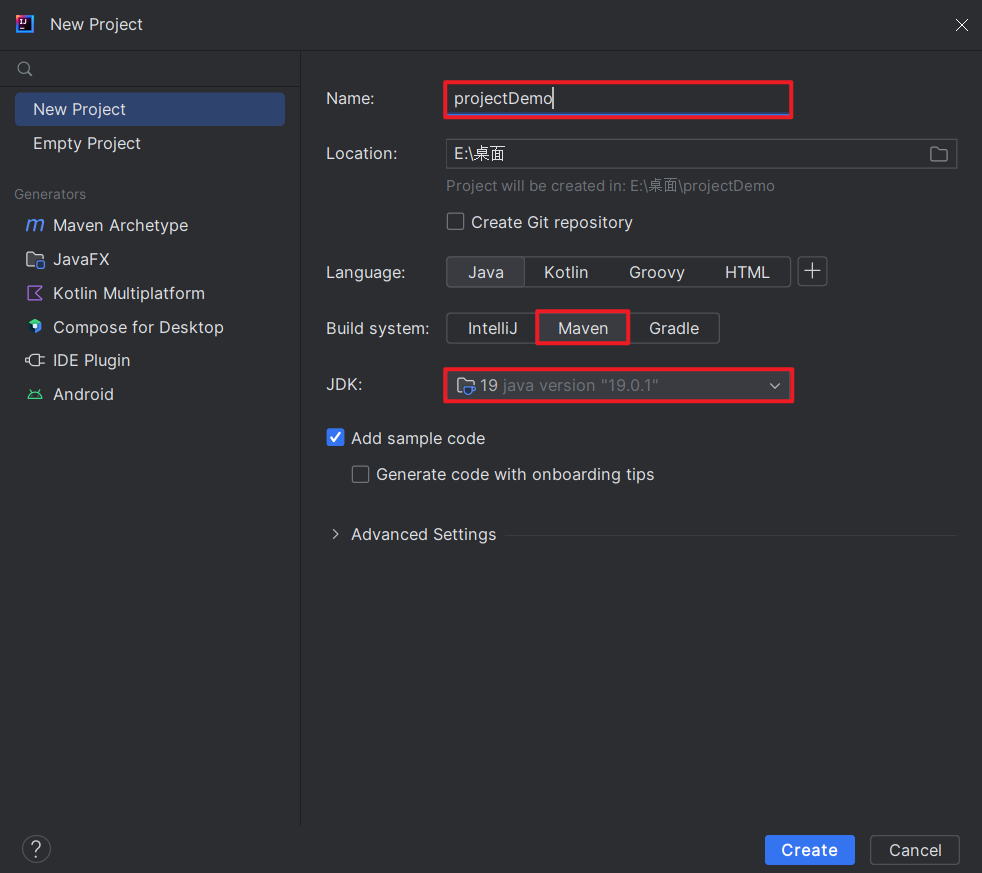 New Project
New Project
Empty Project
Generators
Maven Archetype
JavaFX
Kotlin Multiplatform
Compose for Desktop
IDE Plugin
Android
Name: projectDemo
Location: E:\桌面
Project will be created in: E:\桌面\projectDemo
Create Git repository
Language: Java Kotlin Groovy HTML
Build system: IntelliJ Maven Gradle
JDK: 19 java version "19.0.1"
Add sample code
Generate code with onboarding tips
Advanced Settings
? Create Cancel